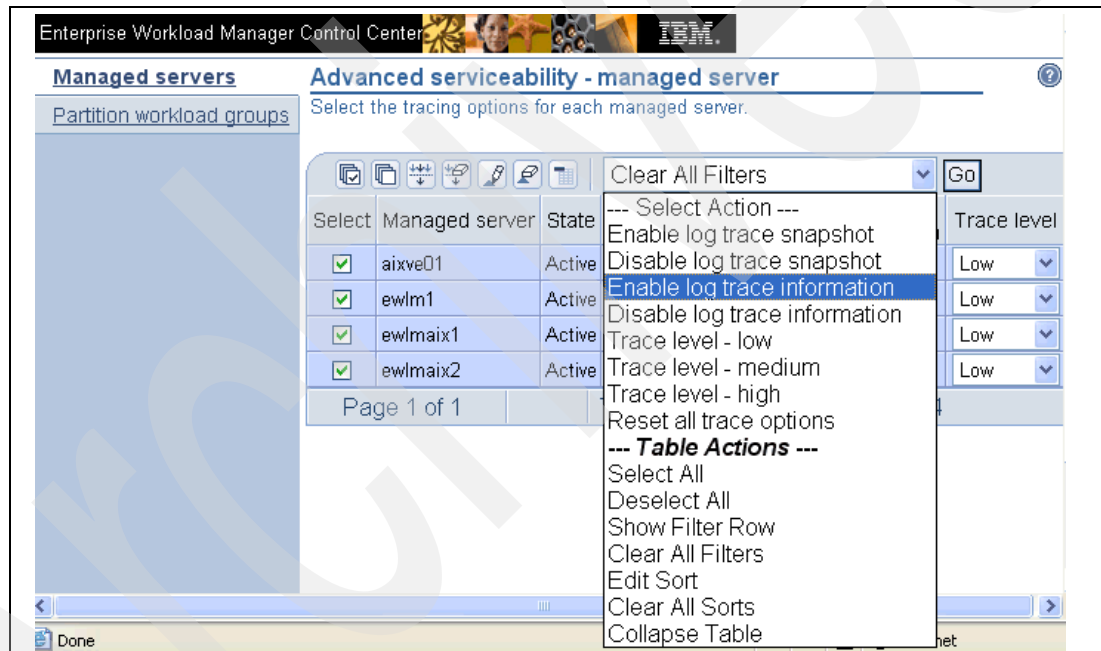 Enterprise Workload Manager Control Center IBM.
Managed servers
Partition workload groups
Advanced serviceability - managed server
Select the tracing options for each managed server.
Clear All Filters Go
Select Managed server State Trace level
aixve01 Active Low
ewlm1 Active Low
ewlmaix1 Active Low
ewlmaix2 Active Low
Page 1 of 1
--- Select Action ---
Enable log trace snapshot
Disable log trace snapshot
Enable log trace information
Disable log trace information
Trace level - low
Trace level - medium
Trace level - high
Reset all trace options
--- Table Actions ---
Select All
Deselect All
Show Filter Row
Clear All Filters
Edit Sort
Clear All Sorts
Collapse Table
Done